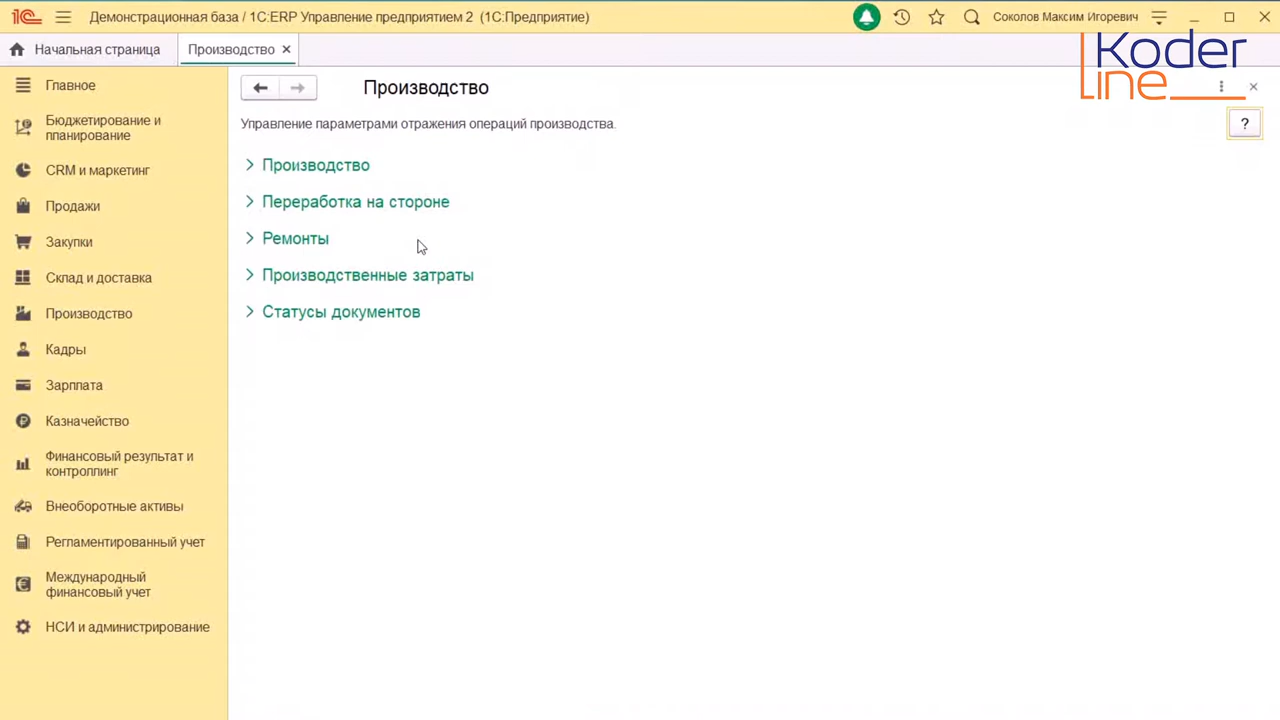 1С Демонстрационная база / 1С:ERP Управление предприятием 2 (1С:Предприятие) Соколов Максим Игоревич
Начальная страница Производство
Koder
line
Главное
Бюджетирование и
планирование
CRM и маркетинг
Продажи
Закупки
Склад и доставка
Производство
Кадры
Зарплата
Казначейство
Финансовый результат и
контроллинг
Внеоборотные активы
Регламентированный учет
Международный
финансовый учет
НСИ и администрирование
Производство
Управление параметрами отражения операций производства.
?
Производство
Переработка на стороне
Ремонты
Производственные затраты
Статусы документов